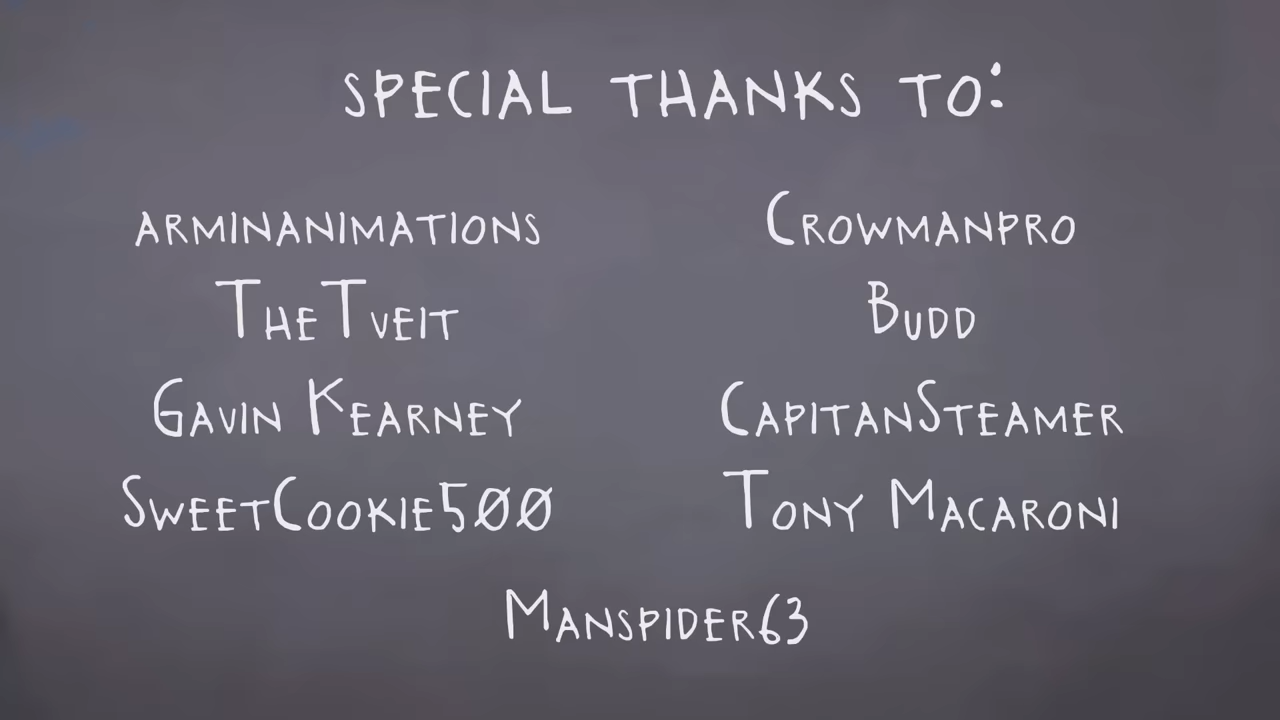 SPECIAL THANKS TO:
arminanimations
Crowmanpro
TheTveit
Budd
Gavin Kearney
CapitanSteamer
SweetCookie500
Tony Macaroni
Manspider63